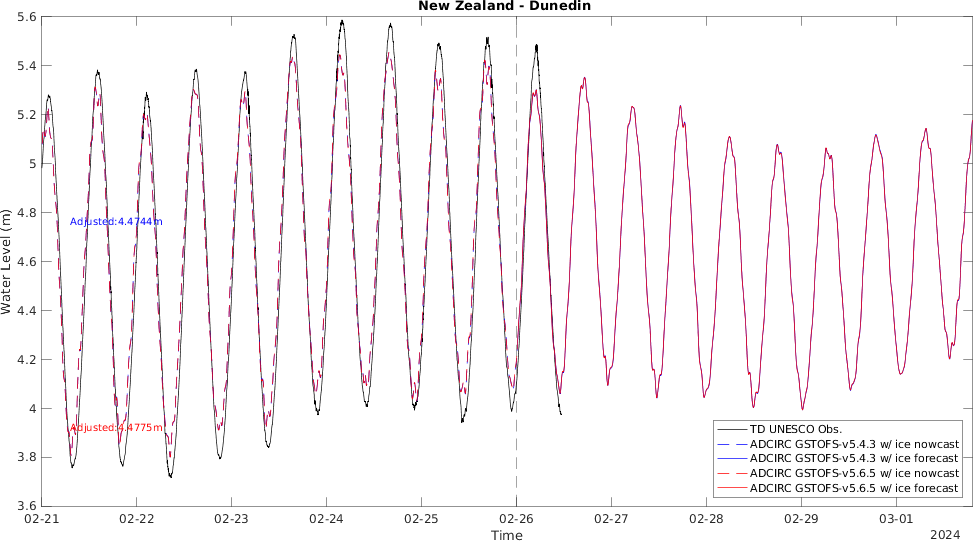 New Zealand - Dunedin
5.6
5.4
5.2
5
4.8
4.6
4.4
4.2
4
3.8
3.6
Water Level (m)
Adjusted:4.4744m
Adjusted:4.4775m
TD UNESCO Obs.
ADCIRC GSTOFS-v5.4.3 w/ ice nowcast
ADCIRC GSTOFS-v5.4.3 w/ ice forecast
ADCIRC GSTOFS-v5.6.5 w/ ice nowcast
ADCIRC GSTOFS-v5.6.5 w/ ice forecast
02-21 02-22 02-23 02-24 02-25 02-26 02-27 02-28 02-29 03-01
Time
2024